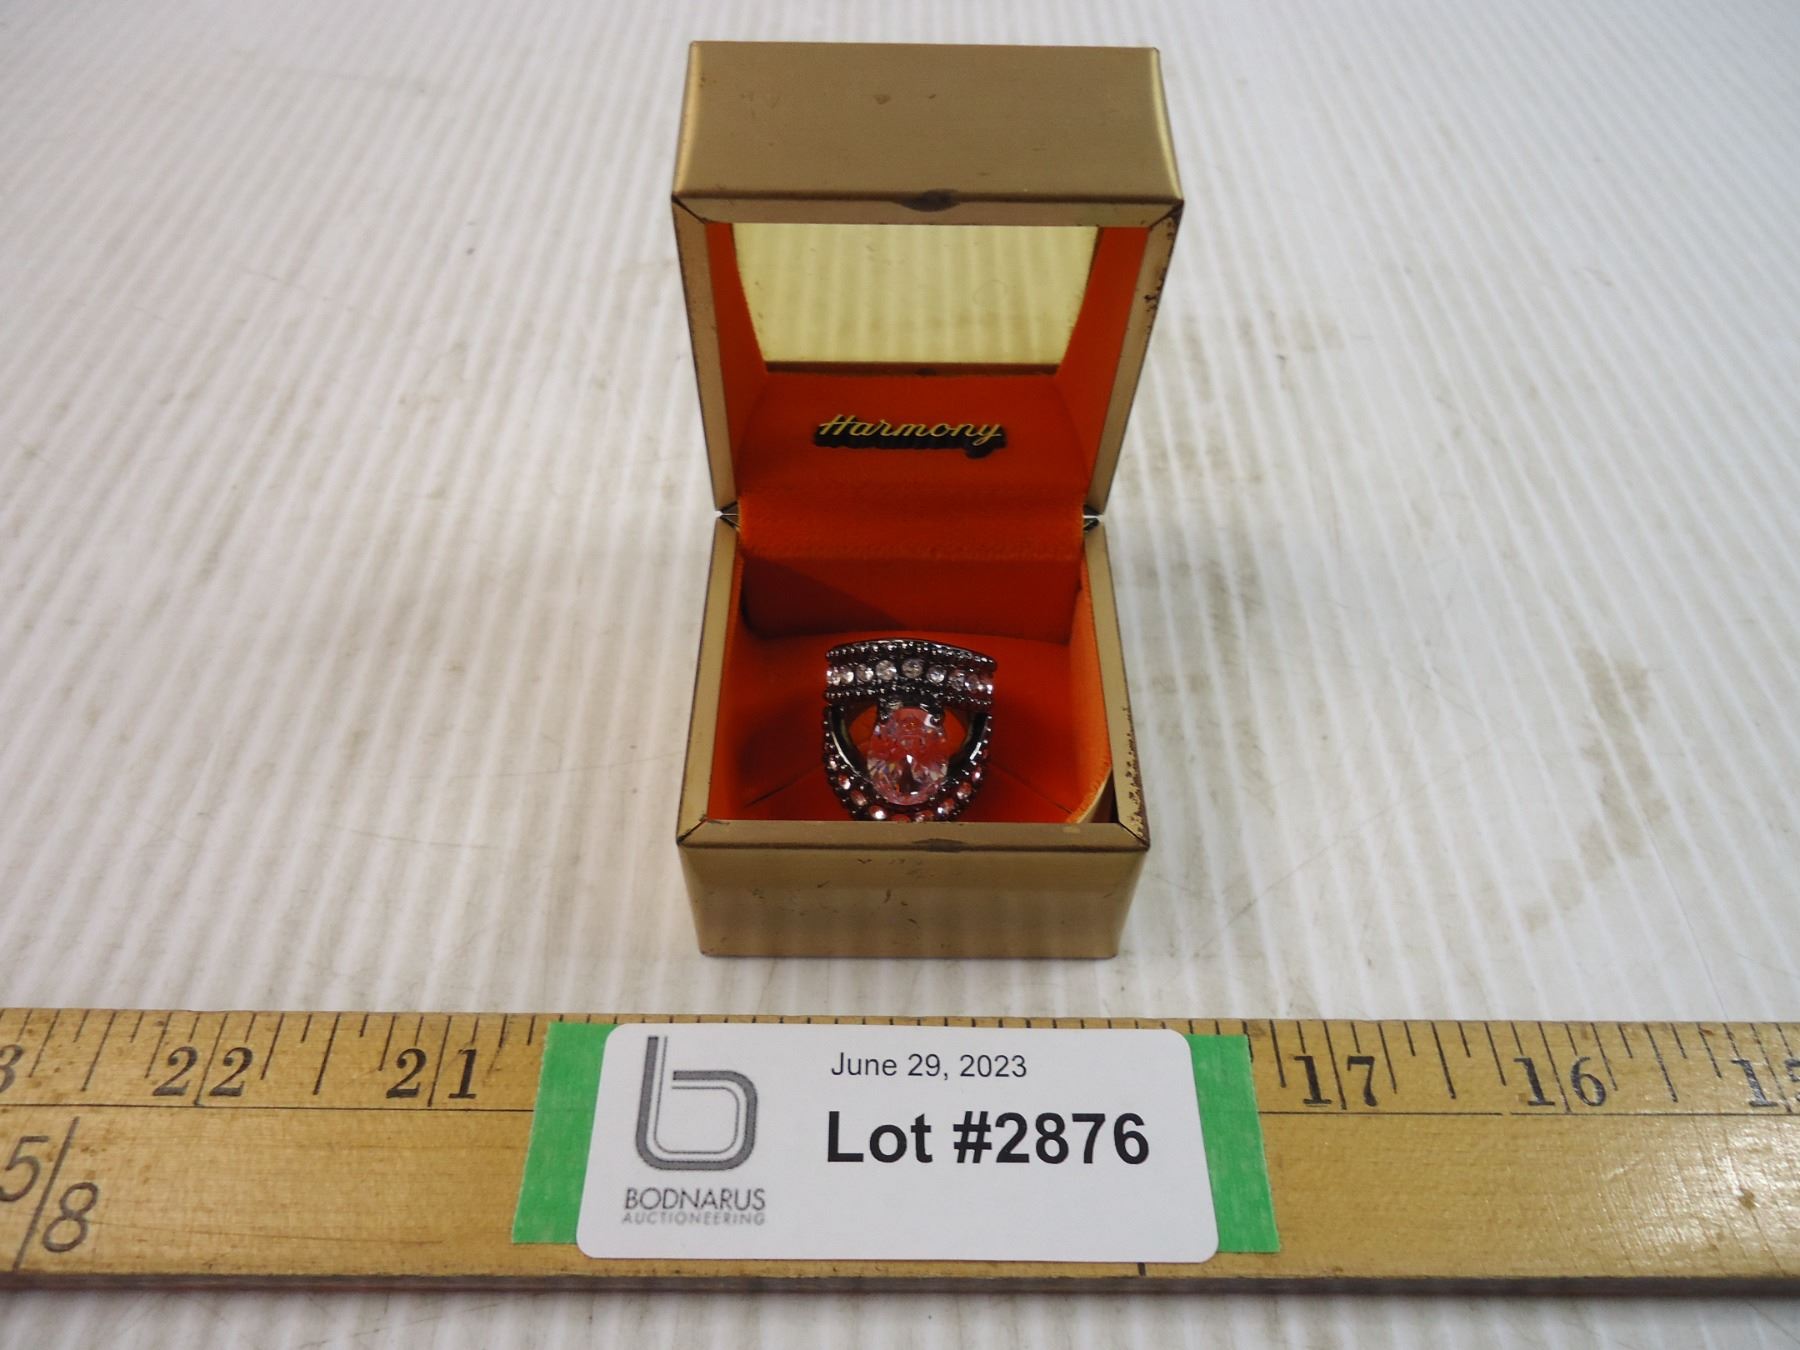 Harmony
22 21 17 16
June 29, 2023
Lot #2876
BODNARUS
AUCTIONEERING
5/8